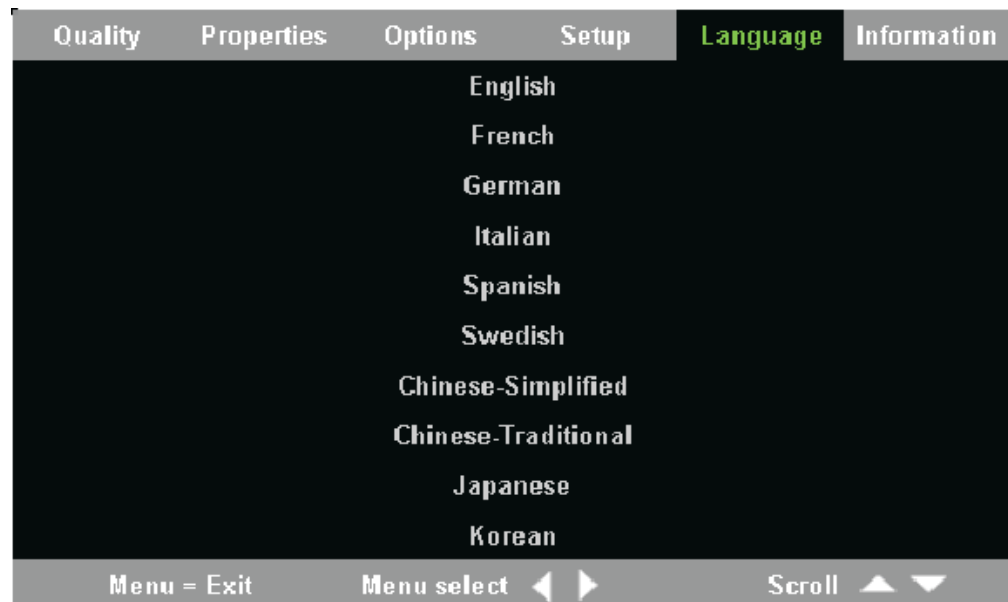 Quality Properties Options Setup Language Information
English
French
German
Italian
Spanish
Swedish
Chinese-Simplified
Chinese-Traditional
Japanese
Korean
Menu = Exit Menu select Scroll